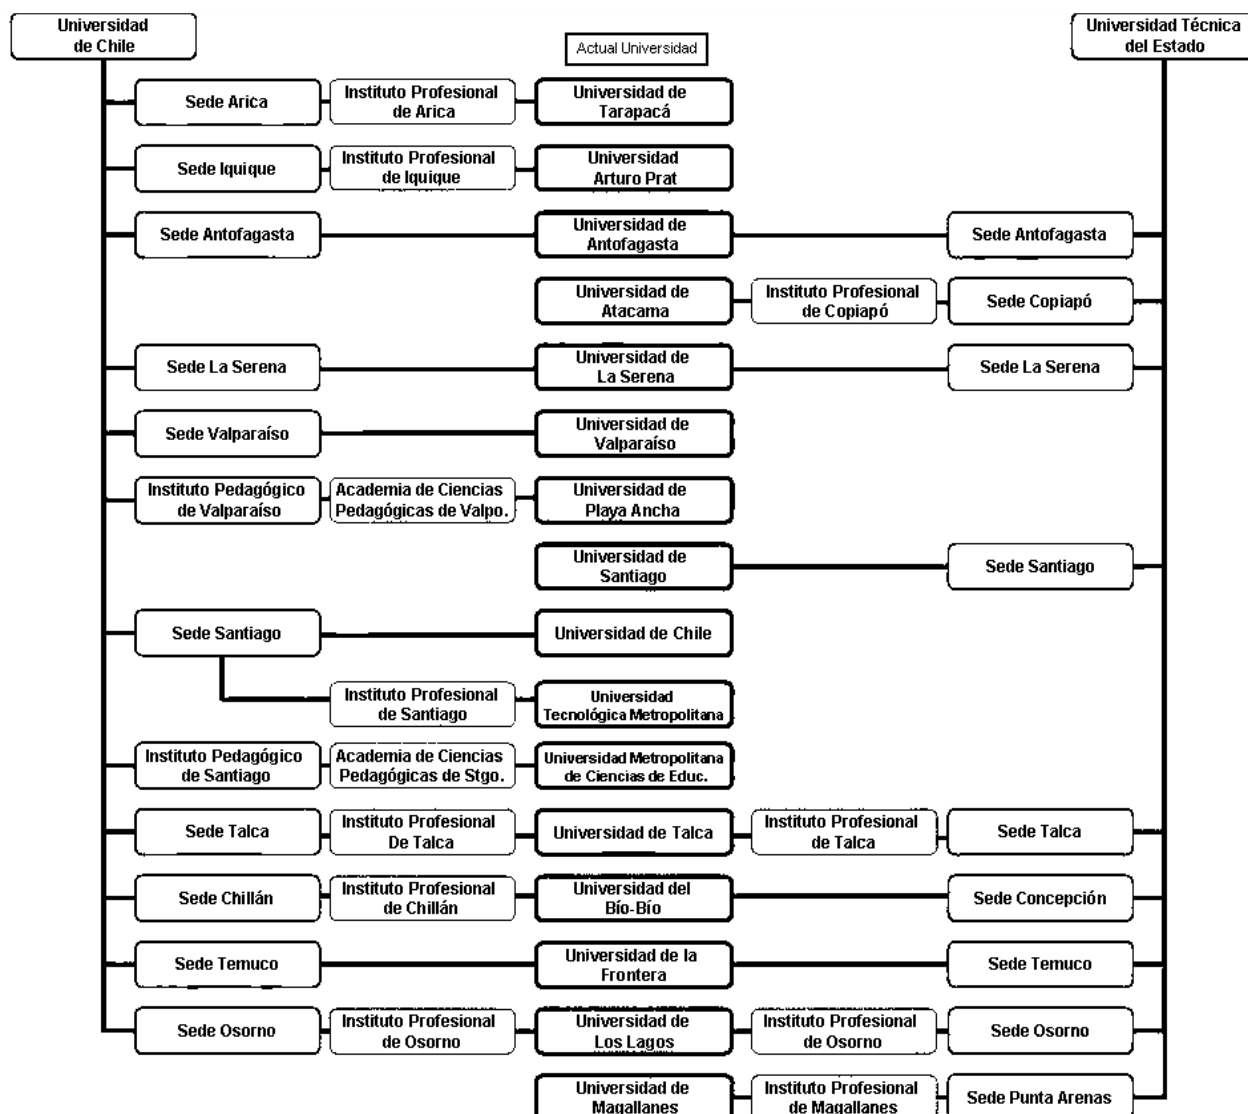 Universidad
de Chile
Actual Universidad
Universidad Técnica
del Estado
Sede Arica
Instituto Profesional
de Arica
Universidad de
Tarapacá
Sede Iquique
Instituto Profesional
de Iquique
Universidad
Arturo Prat
Sede Antofagasta
Universidad de
Antofagasta
Sede Antofagasta
Universidad de
Atacama
Instituto Profesional
de Copiapó
Sede Copiapó
Sede La Serena
Universidad de
La Serena
Sede La Serena
Sede Valparaíso
Universidad de
Valparaíso
Instituto Pedagógico
de Valparaíso
Academia de Ciencias
Pedagógicas de Valpo.
Universidad de
Playa Ancha
Universidad de
Santiago
Sede Santiago
Sede Santiago
Universidad de Chile
Instituto Profesional
de Santiago
Universidad
Tecnológica Metropolitana
Instituto Pedagógico
de Santiago
Academia de Ciencias
Pedagógicas de Stgo.
Universidad Metropolitana
de Ciencias de Educ.
Sede Talca
Instituto Profesional
De Talca
Universidad de Talca
Instituto Profesional
de Talca
Sede Talca
Sede Chillán
Instituto Profesional
de Chillán
Universidad del
Bío-Bío
Sede Concepción
Sede Temuco
Universidad de la
Frontera
Sede Temuco
Sede Osorno
Instituto Profesional
de Osorno
Universidad de
Los Lagos
Instituto Profesional
de Osorno
Sede Osorno
Universidad de
Magallanes
Instituto Profesional
de Magallanes
Sede Punta Arenas